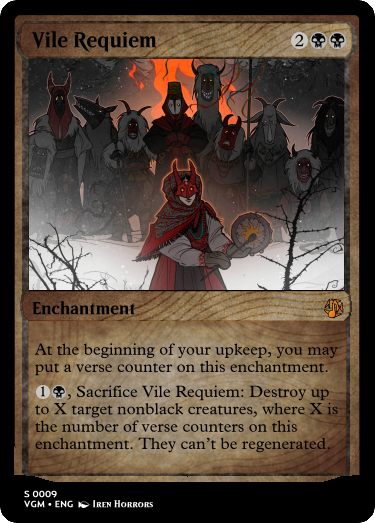 Vile Requiem 2
Enchantment
At the beginning of your upkeep, you may
put a verse counter on this enchantment.
1, Sacrifice Vile Requiem: Destroy up
to X target nonblack creatures, where X is
the number of verse counters on this
enchantment. They can't be regenerated.
S 0009
VGM • ENG Iren Horrors